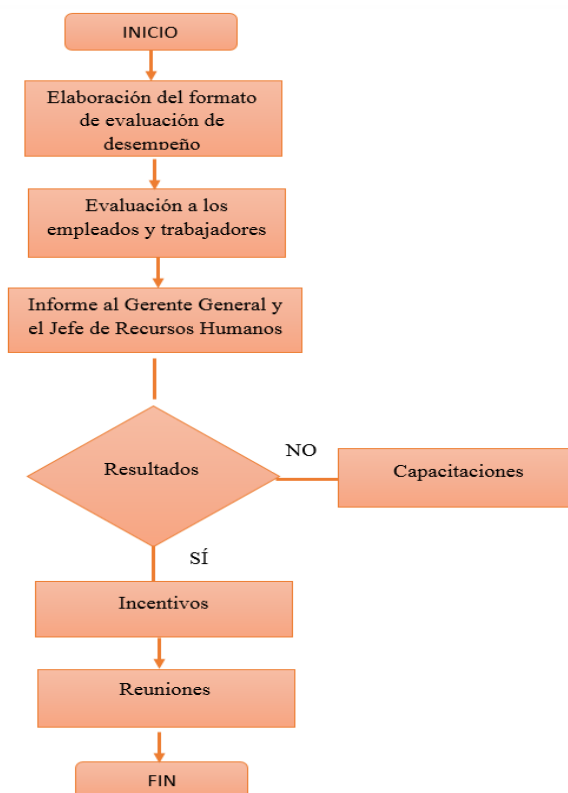 INICIO
Elaboración del formato
de evaluación de
desempeño
Evaluación a los
empleados y trabajadores
Informe al Gerente General y
el Jefe de Recursos Humanos
Resultados
NO
Capacitaciones
SÍ
Incentivos
Reuniones
FIN